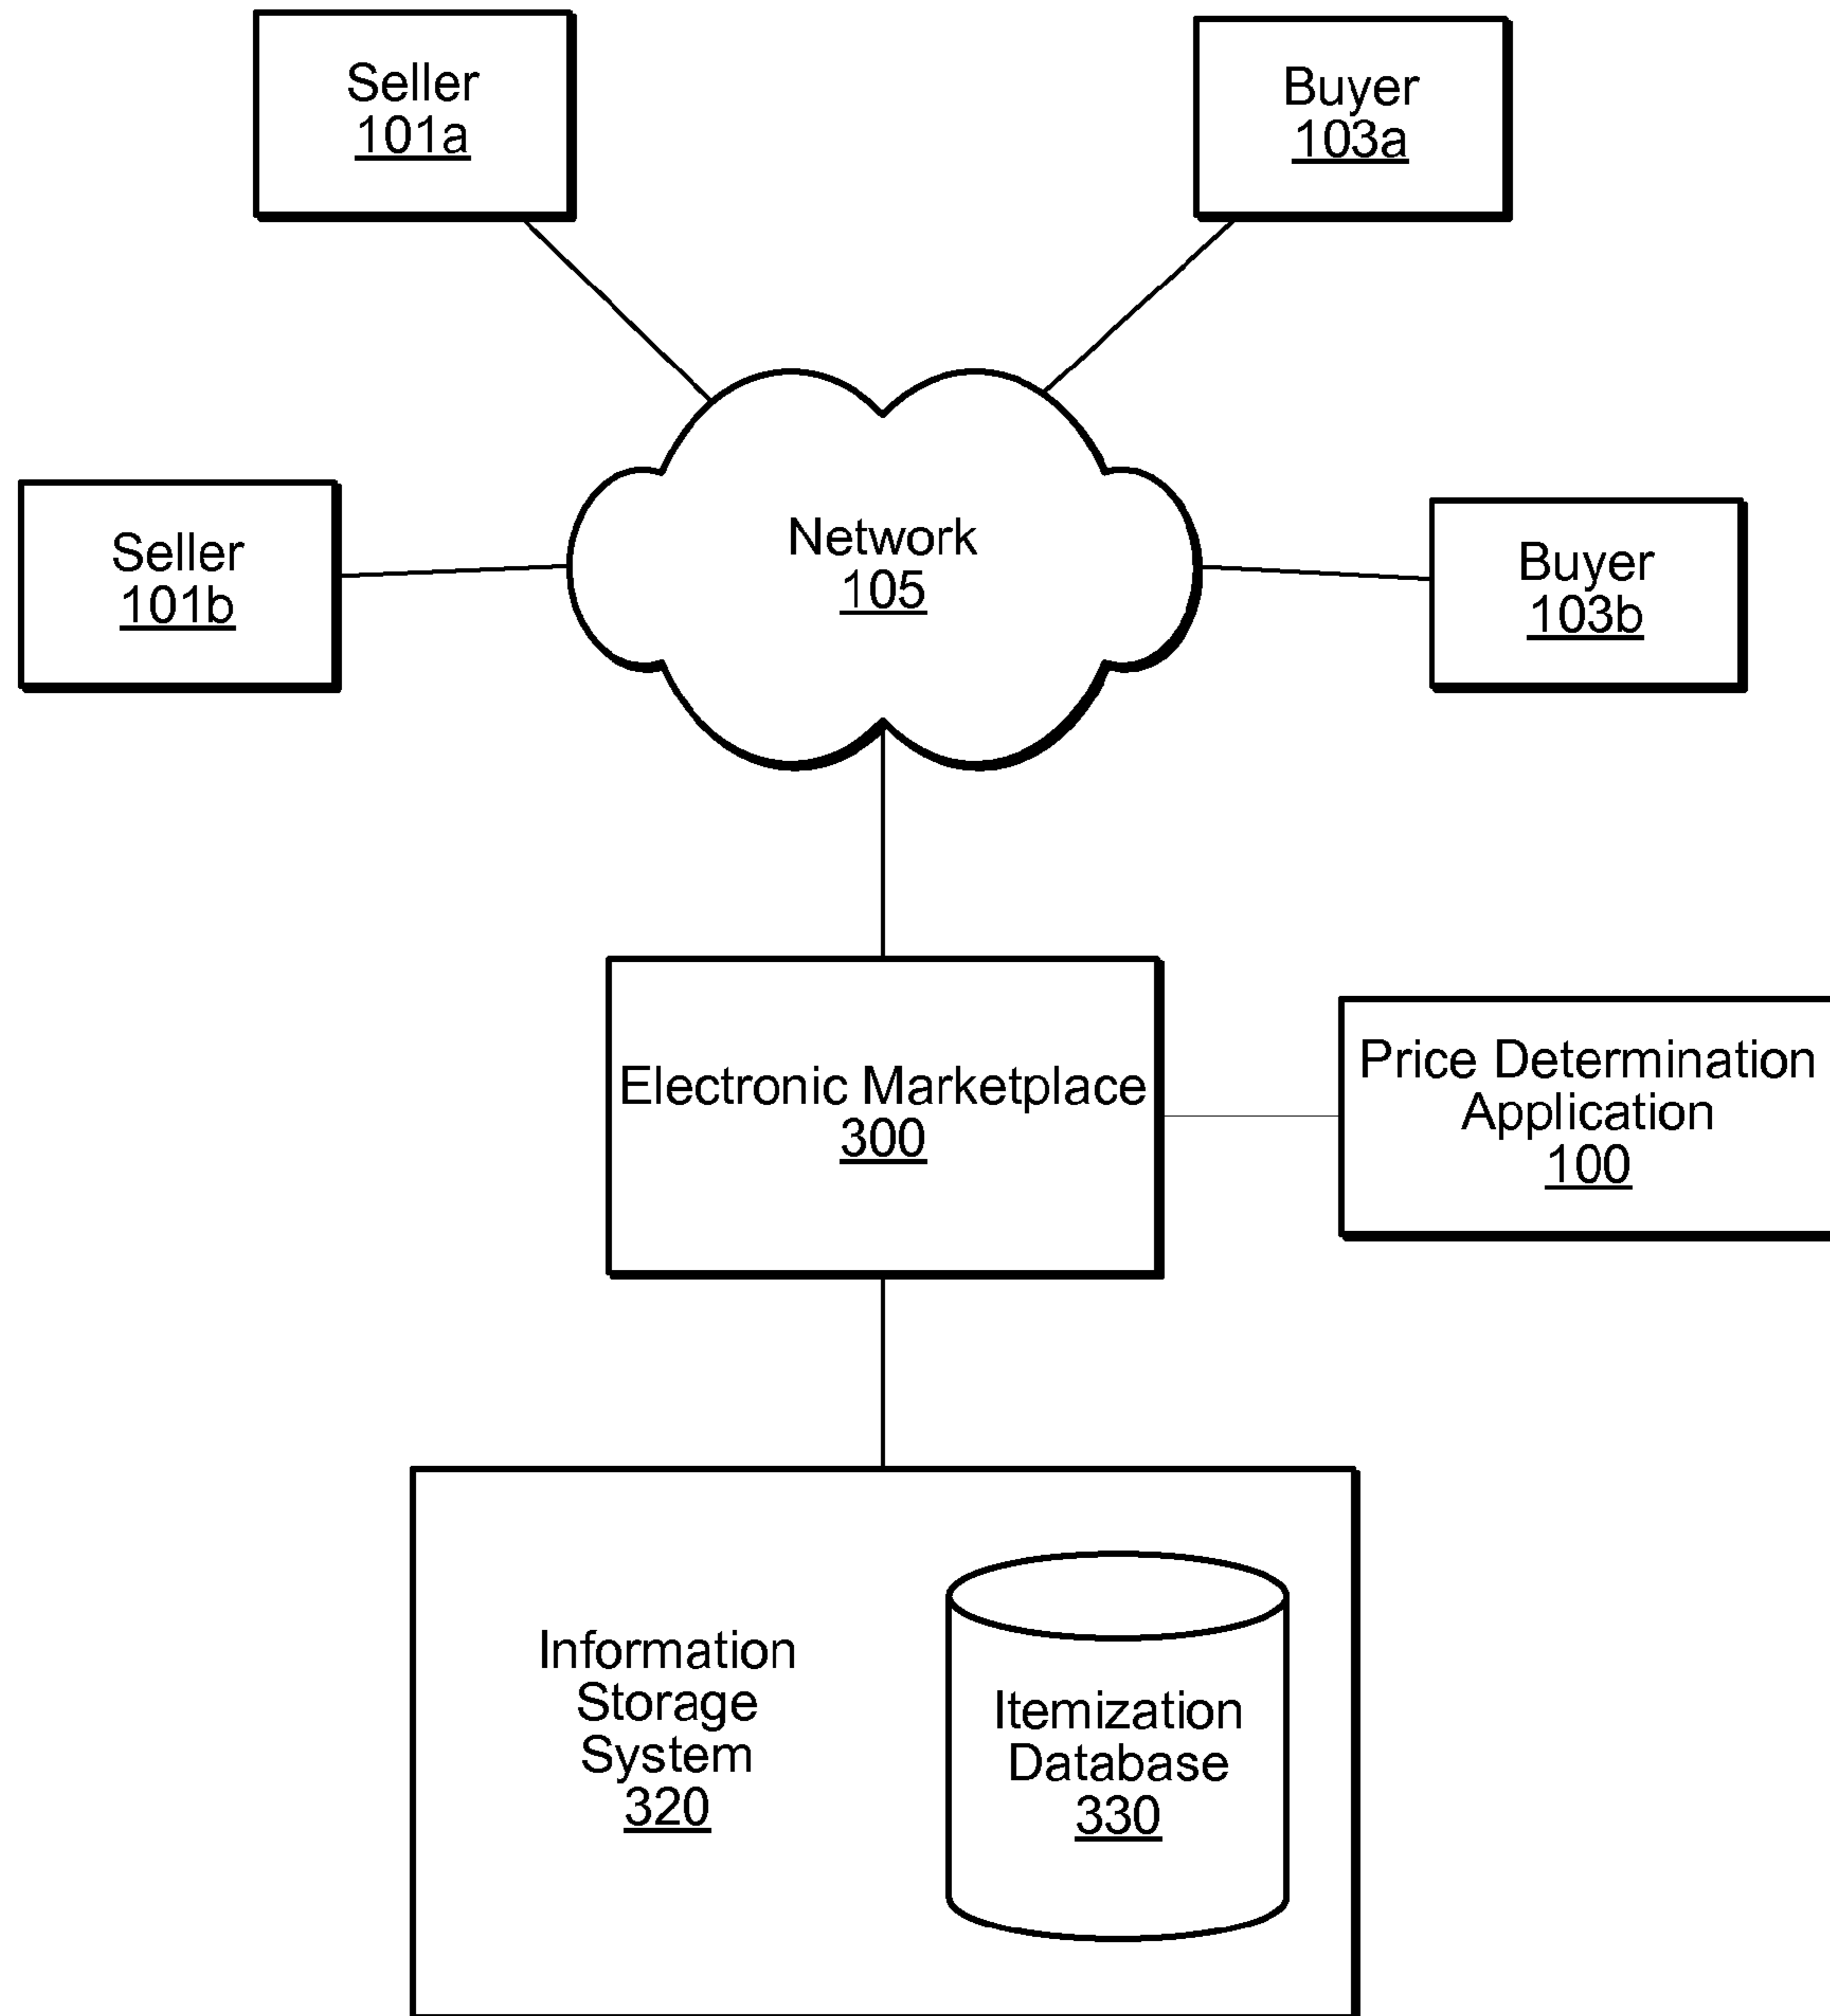 Seller
101a
Buyer
103a
Network
105
Seller
101b
Buyer
103b
Electronic Marketplace
300
Price Determination
Application
100
Information
Storage
System
320
Itemization
Database
330